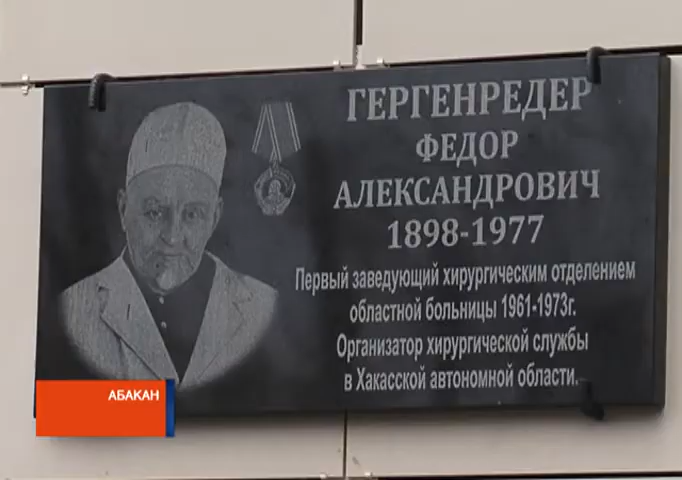 ГЕРГЕНРЕДЕР
ФЕДОР
АЛЕКСАНДРОВИЧ
1898-1977
Первый заведующий хирургическим отделением
областной больницы 1961-1973г.
Организатор хирургической службы
в Хакасской автономной области.
АБАКАН